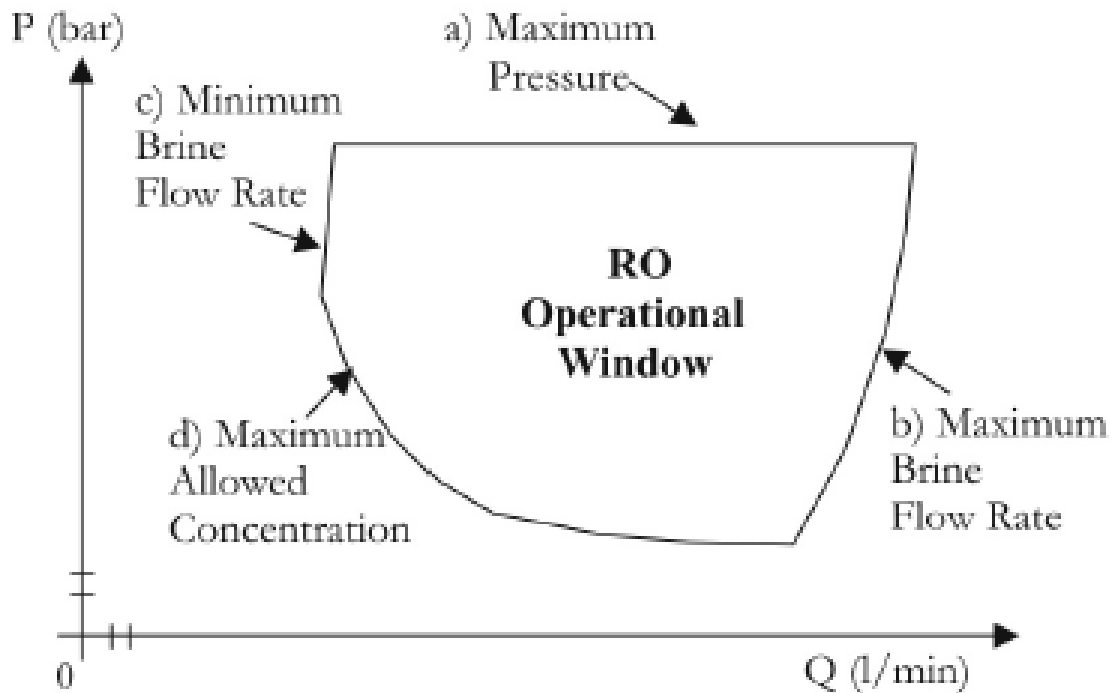 P (bar)
a) Maximum
Pressure
c) Minimum
Brine
Flow Rate
RO
Operational
Window
d) Maximum
Allowed
Concentration
b) Maximum
Brine
Flow Rate
0
Q (l/min)